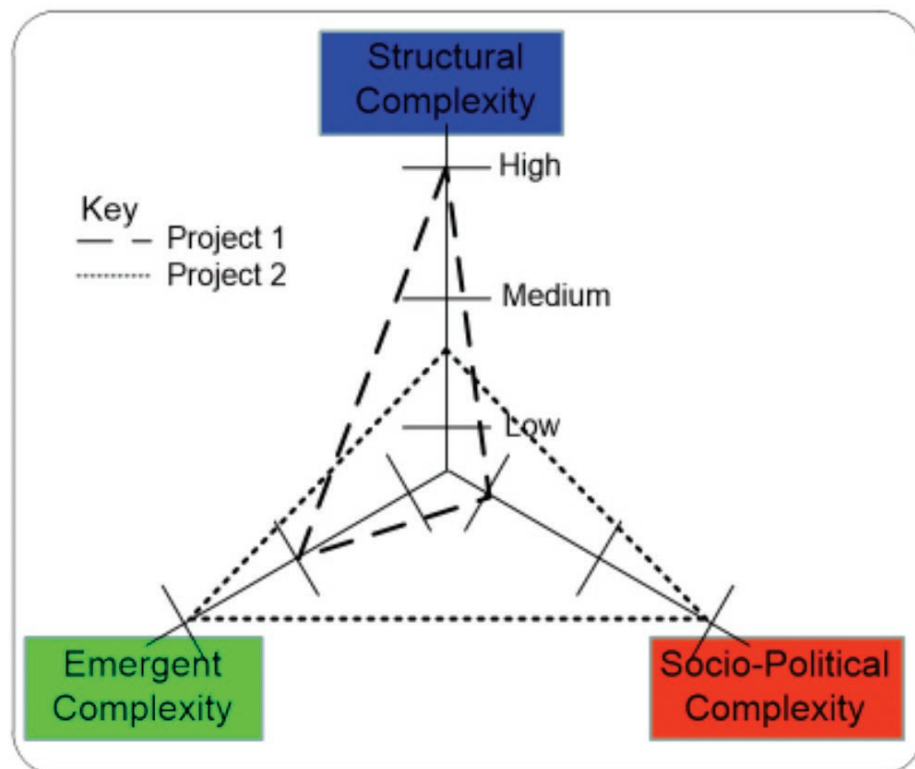 Structural
Complexity
High
Key
Project 1
Project 2
Medium
Low
Emergent
Complexity
Socio-Political
Complexity